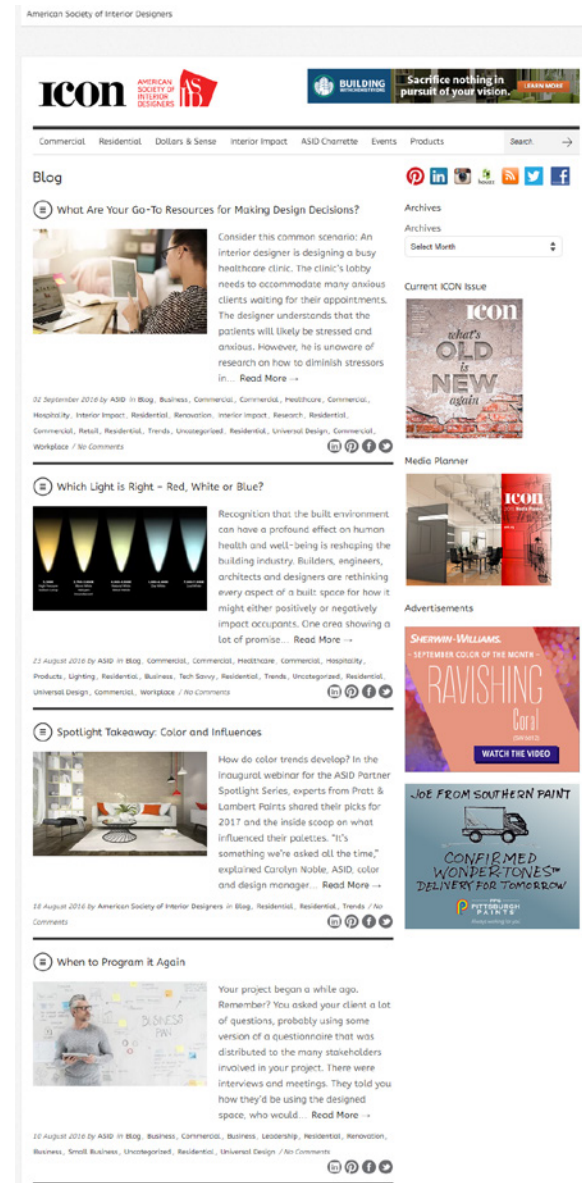 American Society of Interior Designers
ICON
AMERICAN
SOCIETY OF
INTERIOR
DESIGNERS
ASID
BUILDING
Sacrifice nothing in
pursuit of your vision.
LEARN MORE
Commercial Residential Dollars & Sense Interior Impact ASID Charrette Events Products Search
Blog
What Are Your Go-To Resources for Making Design Decisions?
Consider this common scenario: An
interior designer is designing a busy
healthcare clinic. The clinic's lobby
needs to accommodate many anxious
clients waiting for their appointments.
The designer understands that the
patients will likely be stressed and
anxious. However, he is unaware of
research on how to diminish stressors
in... Read More →
02 September 2016 by ASID in Blog, Business, Commercial, Commercial, Healthcare, Commercial,
Hospitality, Interior Impact, Residential, Renovation, Interior Impact, Research, Residential,
Commercial, Retail, Residential, Trends, Uncategorized, Residential, Universal Design, Commercial,
Workplace / No Comments
Which Light is Right – Red, White or Blue?
Recognition that the built environment
can have a profound effect on human
health and well-being is reshaping the
building industry. Builders, engineers,
architects and designers are rethinking
every aspect of a built space for how it
might either positively or negatively
impact occupants. One area showing a
lot of promise... Read More →
23 August 2016 by ASID in Blog, Commercial, Commercial, Healthcare, Commercial, Hospitality,
Products, Lighting, Residential, Business, Tech Savvy, Residential, Trends, Uncategorized, Residential,
Universal Design, Commercial, Workplace / No Comments
Spotlight Takeaway: Color and Influences
How do color trends develop? In the
inaugural webinar for the ASID Partner
Spotlight Series, experts from Pratt &
Lambert Paints shared their picks for
2017 and the inside scoop on what
influenced their palettes. "It's
something we're asked all the time,"
explained Carolyn Noble, ASID, color
and design manager... Read More →
18 August 2016 by American Society of Interior Designers in Blog, Residential, Residential, Trends / No
Comments
When to Program it Again
BUSINESS
PLAN
Your project began a while ago.
Remember? You asked your client a lot
of questions, probably using some
version of a questionnaire that was
distributed to the many stakeholders
involved in your project. There were
interviews and meetings. They told you
how they'd be using the designed
space, who would... Read More →
10 August 2016 by ASID in Blog, Business, Commercial, Business, Leadership, Residential, Renovation,
Business, Small Business, Uncategorized, Residential, Universal Design / No Comments
Archives
Archives
Select Month
Current ICON Issue
ICON
what's
OLD
is
NEW
again
Media Planner
ICON
Advertisements
SHERWIN-WILLIAMS.
- SEPTEMBER COLOR OF THE MONTH -
RAVISHING
Coral
WATCH THE VIDEO
JOE FROM SOUTHERN PAINT
CONFIRMED
WONDER-TONES™
DELIVERY FOR TOMORROW
PPG
PITTSBURGH
PAINTS